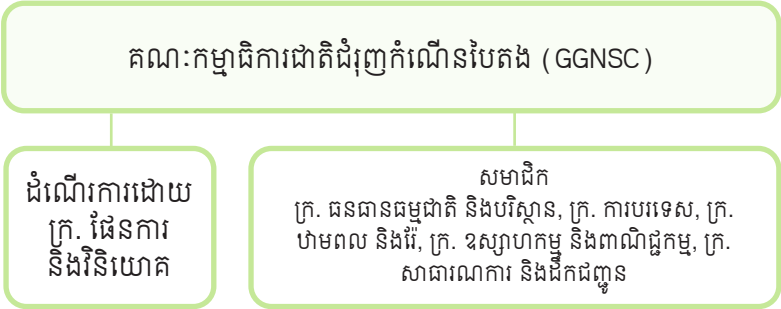 គណៈកម្មាធិការជាតិជំរុញកំណើនបៃតង (GGNSC)
ដំណើរការដោយ
ក្រ. ផែនការ
និងវិនិយោគ
សមាជិក
ក្រ. ធនធានធម្មជាតិ និងបរិស្ថាន, ក្រ. ការបរទេស, ក្រ.
ឋាមពល និងរ៉ែ, ក្រ. ឧស្សាហកម្ម និងពាណិជ្ជកម្ម, ក្រ.
សាធារណការ និងដឹកជញ្ជូន